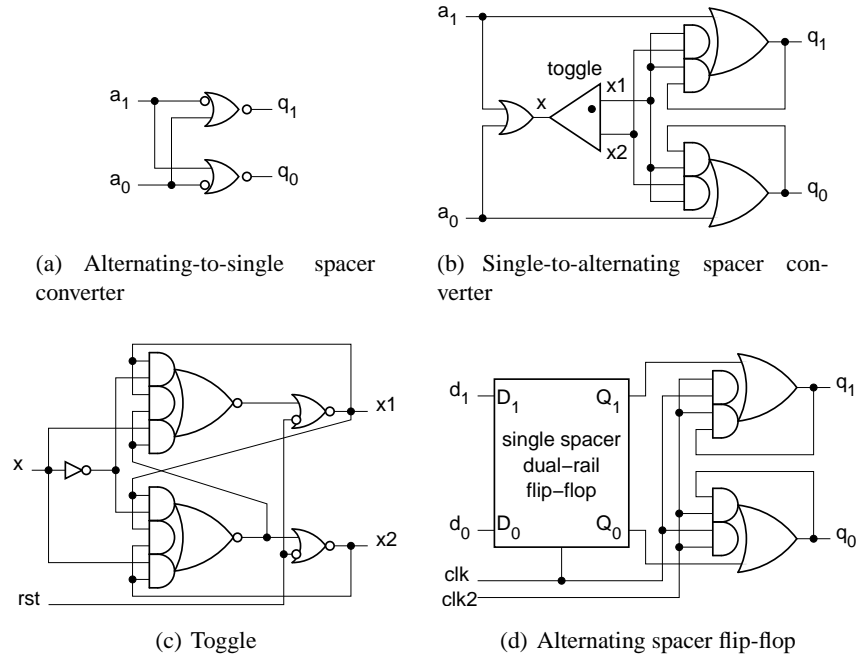 a1
a0
q1
q0
(a) Alternating-to-single spacer
converter
a1
a0
x
toggle
x1
x2
q1
q0
(b) Single-to-alternating spacer con-
verter
x
rst
x1
x2
(c) Toggle
d1
d0
D1
D0
Q1
Q0
single spacer
dual−rail
flip−flop
clk
clk2
q1
q0
(d) Alternating spacer flip-flop